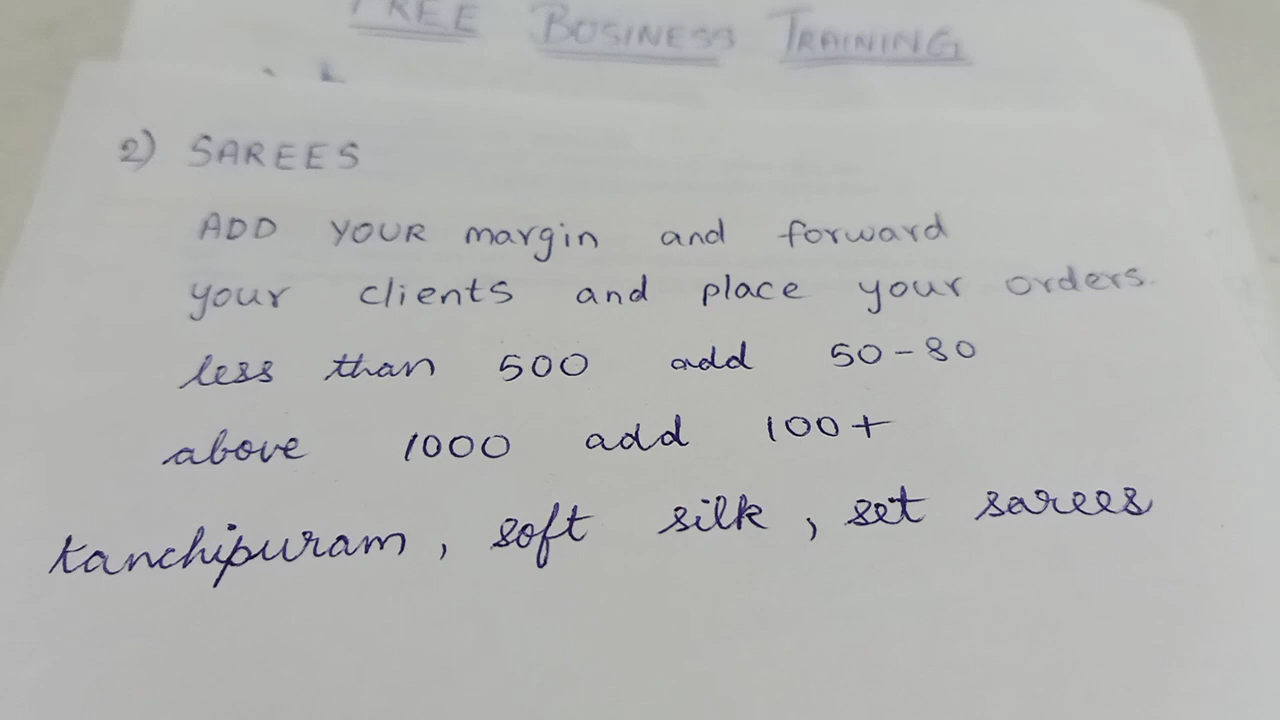 FREE BUSINESS TRAINING
2) SAREES
ADD YOUR margin and forward
your clients and place your orders.
less than 500 add 50-80
above 1000 add 100+
kanchipuram, soft silk, set sarees